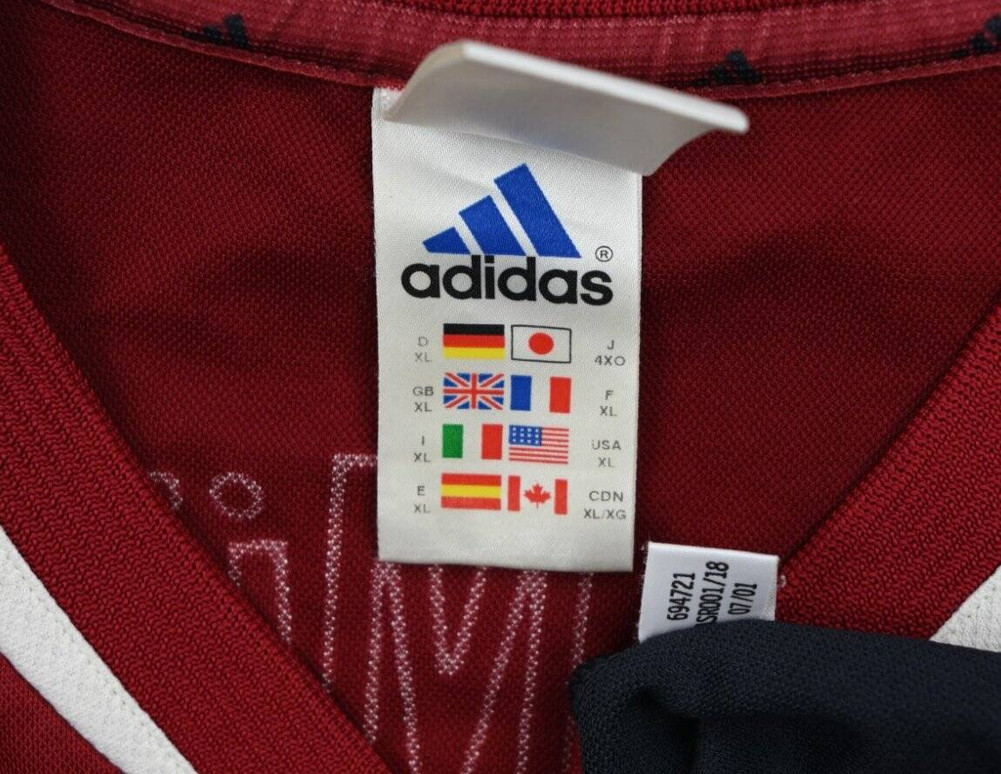 adidas®
D
XL
J
4XO
GB
XL
F
XL
I
XL
USA
XL
E
XL
CDN
XL/XG
694721
SR001/18
07/01